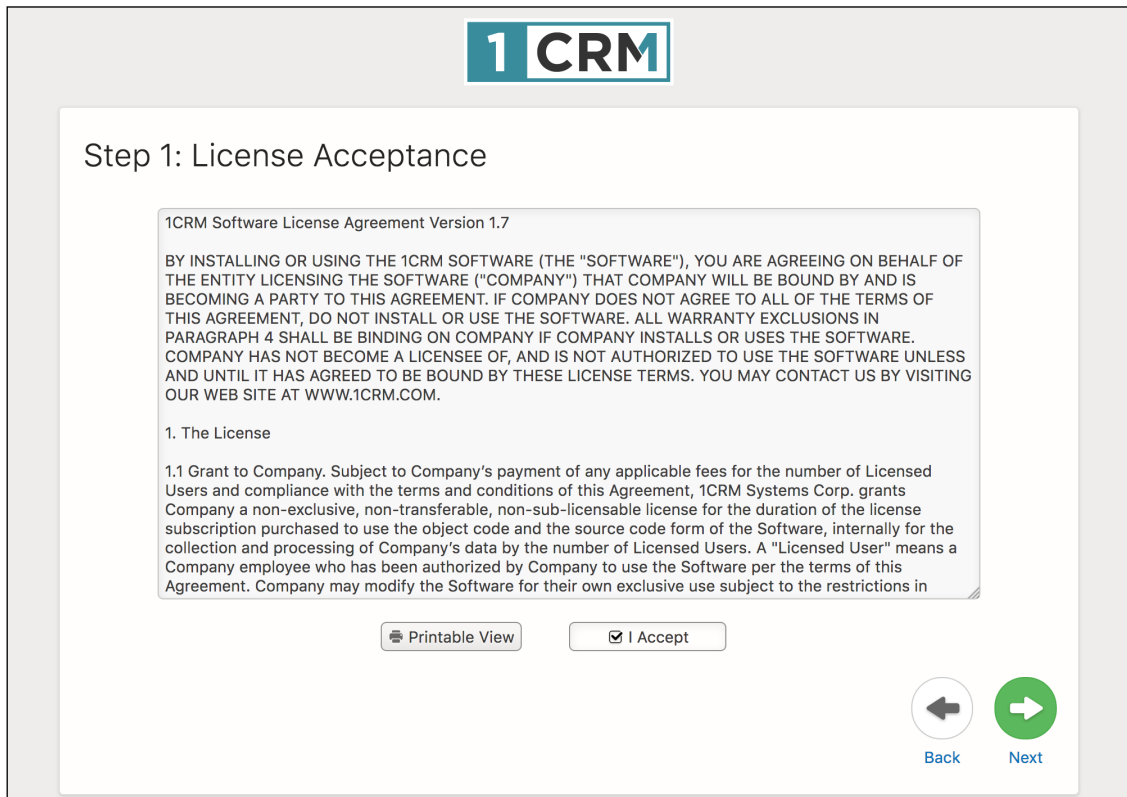 1 CRM
Step 1: License Acceptance
1CRM Software License Agreement Version 1.7
BY INSTALLING OR USING THE 1CRM SOFTWARE (THE "SOFTWARE"), YOU ARE AGREEING ON BEHALF OF
THE ENTITY LICENSING THE SOFTWARE ("COMPANY") THAT COMPANY WILL BE BOUND BY AND IS
BECOMING A PARTY TO THIS AGREEMENT. IF COMPANY DOES NOT AGREE TO ALL OF THE TERMS OF
THIS AGREEMENT, DO NOT INSTALL OR USE THE SOFTWARE. ALL WARRANTY EXCLUSIONS IN
PARAGRAPH 4 SHALL BE BINDING ON COMPANY IF COMPANY INSTALLS OR USES THE SOFTWARE.
COMPANY HAS NOT BECOME A LICENSEE OF, AND IS NOT AUTHORIZED TO USE THE SOFTWARE UNLESS
AND UNTIL IT HAS AGREED TO BE BOUND BY THESE LICENSE TERMS. YOU MAY CONTACT US BY VISITING
OUR WEB SITE AT WWW.1CRM.COM.
1. The License
1.1 Grant to Company. Subject to Company’s payment of any applicable fees for the number of Licensed
Users and compliance with the terms and conditions of this Agreement, 1CRM Systems Corp. grants
Company a non-exclusive, non-transferable, non-sub-licensable license for the duration of the license
subscription purchased to use the object code and the source code form of the Software, internally for the
collection and processing of Company’s data by the number of Licensed Users. A "Licensed User" means a
Company employee who has been authorized by Company to use the Software per the terms of this
Agreement. Company may modify the Software for their own exclusive use subject to the restrictions in
Printable View
I Accept
Back
Next